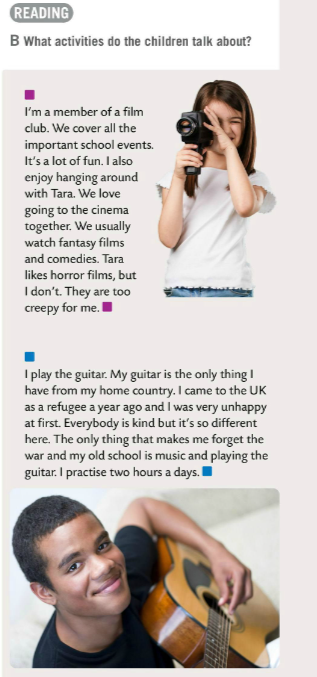 READING
B What activities do the children talk about?
I'm a member of a film
club. We cover all the
important school events.
It's a lot of fun. I also
enjoy hanging around
with Tara. We love
going to the cinema
together. We usually
watch fantasy films
and comedies. Tara
likes horror films, but
I don't. They are too
creepy for me.
I play the guitar. My guitar is the only thing I
have from my home country. I came to the UK
as a refugee a year ago and I was very unhappy
at first. Everybody is kind but it's so different
here. The only thing that makes me forget the
war and my old school is music and playing the
guitar. I practise two hours a days.